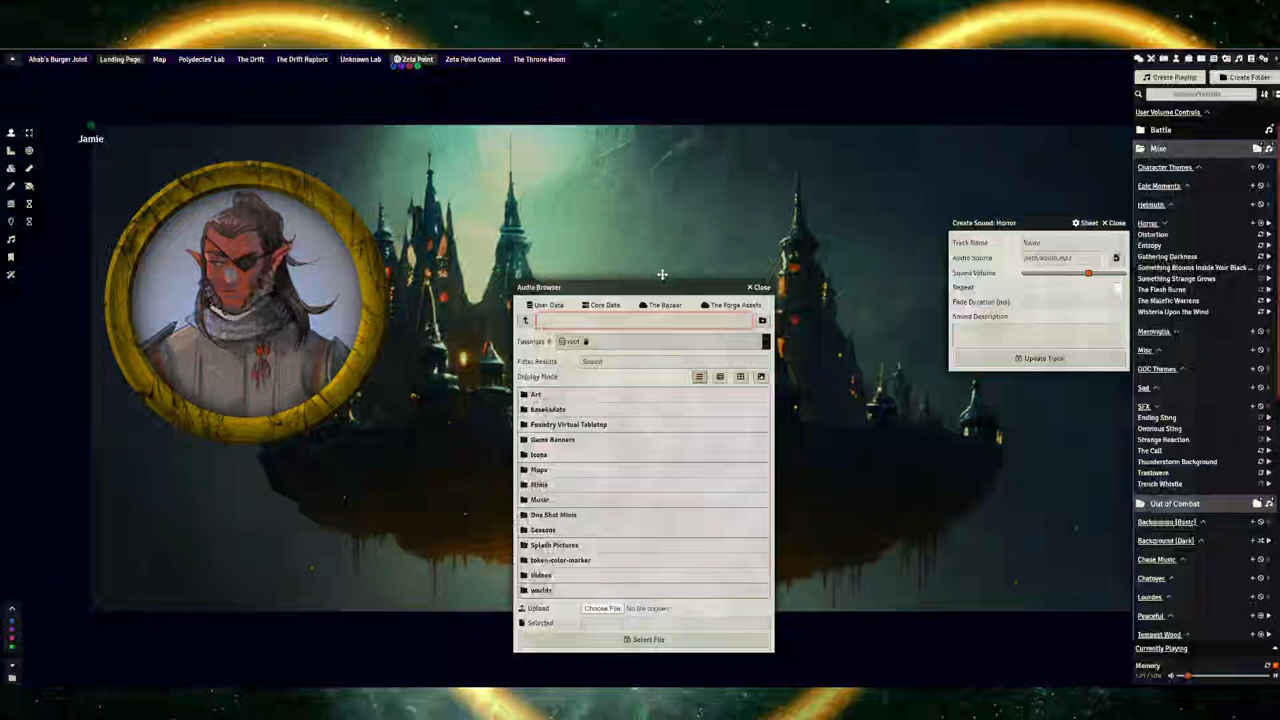 Ahab's Burger Joint Landing Page Map Polydectes' Lab The Drift The Drift Raptors Unknown Lab Zeta Point Zeta Point Combat The Throne Room
Create Playlist Create Folder
User Volume Controls
Battle
Jamie
Misc
Character Themes
Epic Moments
Helmuth
Create Sound: Horror Sheet Close
Horror
Distortion
Entropy
Gathering Darkness
Something Blooms Inside Your Black ...
Something Strange Grows
The Flash Burns
The Malefic Warrens
Wisteria Upon the Wind
Track Name Name
Audio Source path/audio.mp3
Sound Volume
Repeat
Fade Duration (ms)
Sound Description
Update Track
Audio Browser Close
User Data Core Data The Bazaar The Forge Assets
Favorites root
Filter Results Search
Display Mode
Art
Foundry Virtual Tabletop
Game Banners
Icons
Maps
Minis
Music
One Shot Minis
Seasons
Splash Pictures
token-color-marker
Videos
worlds
Upload Choose File No file chosen
Selected
Select File
Meroviglia
Misc
OOC Themes
Sad
SFX
Ending Sting
Ominous Sting
Strange Reaction
The Call
Thunderstorm Background
Trastovern
Trench Whistle
Out of Combat
Background [Basic]
Background [Dark]
Chase Music
Chatoyer
Lourdes
Peaceful
Tempest Wood
Currently Playing
Memory